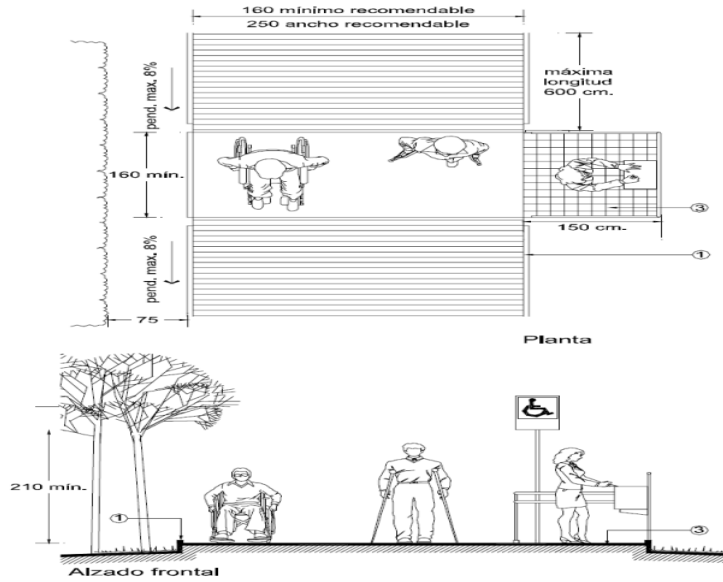 160 mínimo recomendable
250 ancho recomendable
pend. max. 8%
máxima
longitud
600 cm.
160 mín.
3
150 cm.
1
pend. max. 8%
75
Planta
210 mín.
1
3
Alzado frontal